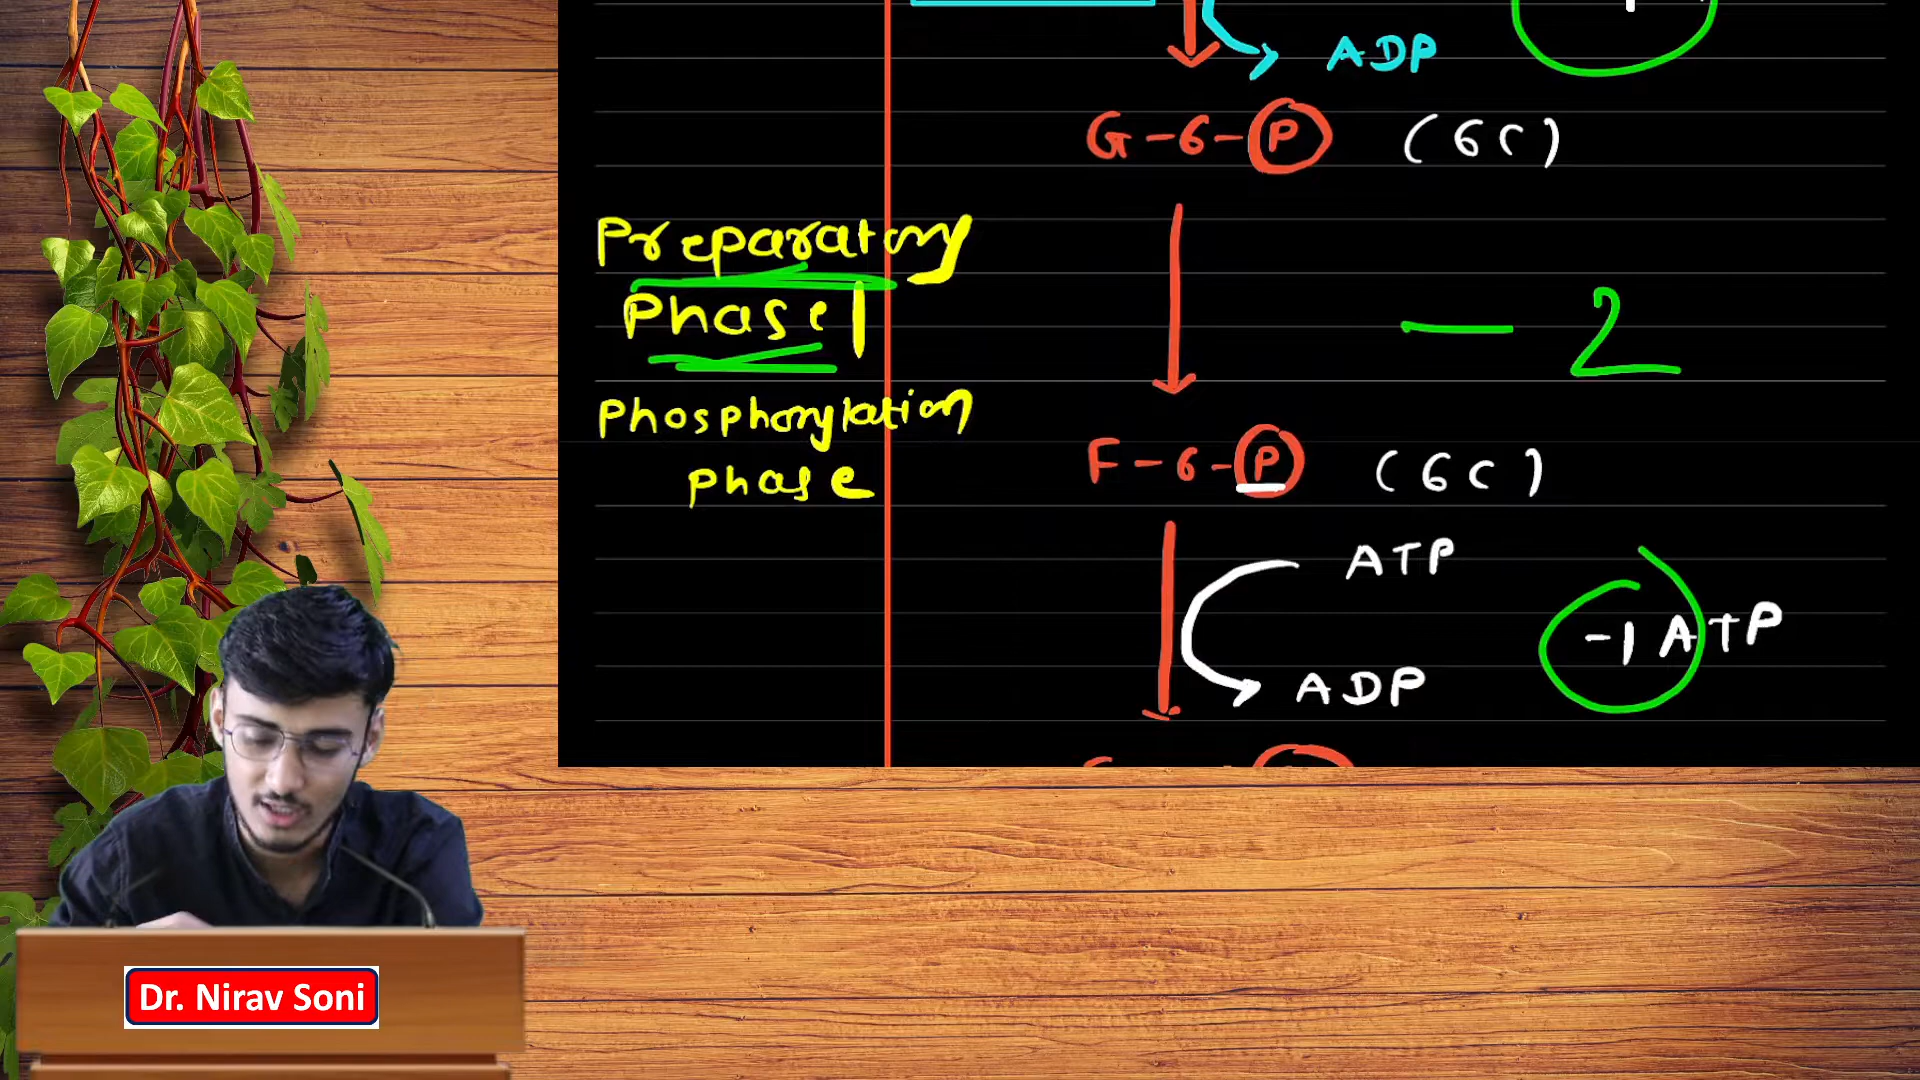 ADP
G-6-P (6C)
Preparatory
Phase
- 2
Phosphorylation
phase
F-6-P (6C)
ATP
-1 ATP
ADP
Dr. Nirav Soni